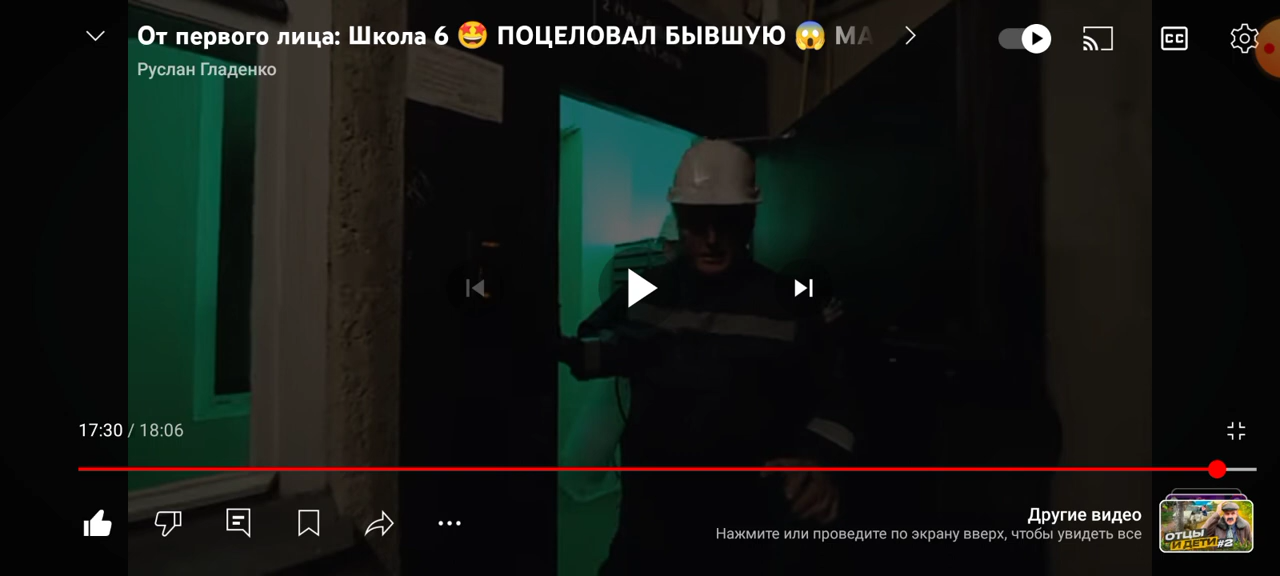 От первого лица: Школа 6 🤩 ПОЦЕЛОВАЛ БЫВШУЮ 😱 МА
Руслан Гладенко
CC
17:30 / 18:06
Другие видео
Нажмите или проведите по экрану вверх, чтобы увидеть все
ОТЦЫ
И ДЕТИ#2